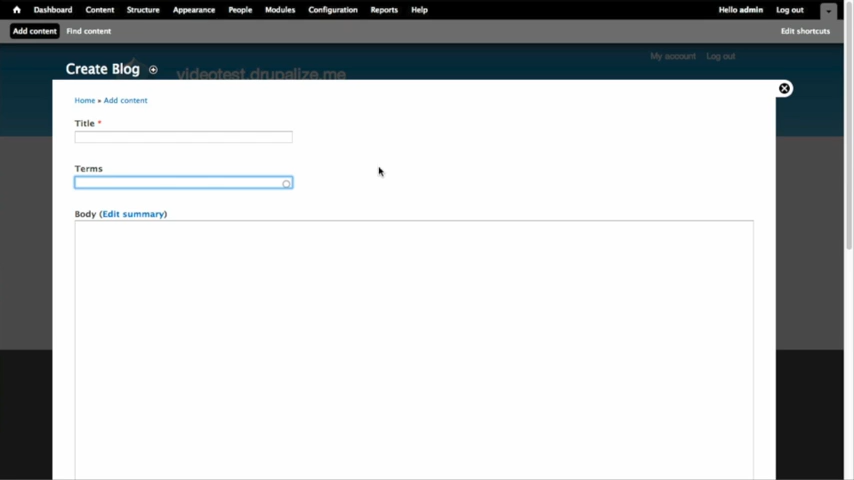 Dashboard Content Structure Appearance People Modules Configuration Reports Help Hello admin Log out
Add content Find content Edit shortcuts
My account Log out
Create Blog
videotest.drupalize.me
Home » Add content
Title *
Terms
Body (Edit summary)